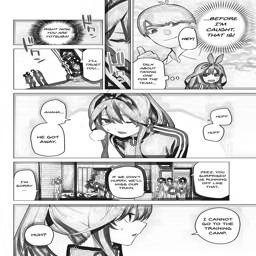 ...BEFORE
I'M
CAUGHT,
THAT IS!
HEY!
TALK
ABOUT
TAKING
ONE FOR
THE
TEAM...
RIGHT NOW,
YOU ARE
YOTSUBA!
I'LL
TRUST
YOU...
HUFF
HUFF
AHAHA...
HE GOT
AWAY.
GEEZ, YOU
SURPRISED
US RUNNING
OFF LIKE
THAT.
IF WE DON'T
HURRY, WE'LL
MISS OUR
TRAIN.
I'M
SORRY!
I CANNOT
GO TO THE
TRAINING
CAMP.
HUH?